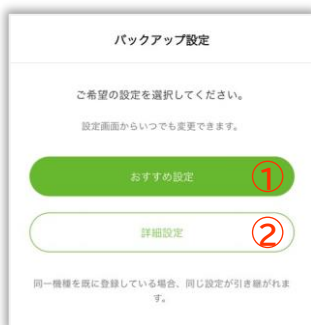 バックアップ設定
ご希望の設定を選択してください。
設定画面からいつでも変更できます。
おすすめ設定 ①
詳細設定 ②
同一機種を既に登録している場合、同じ設定が引き継がれま
す。